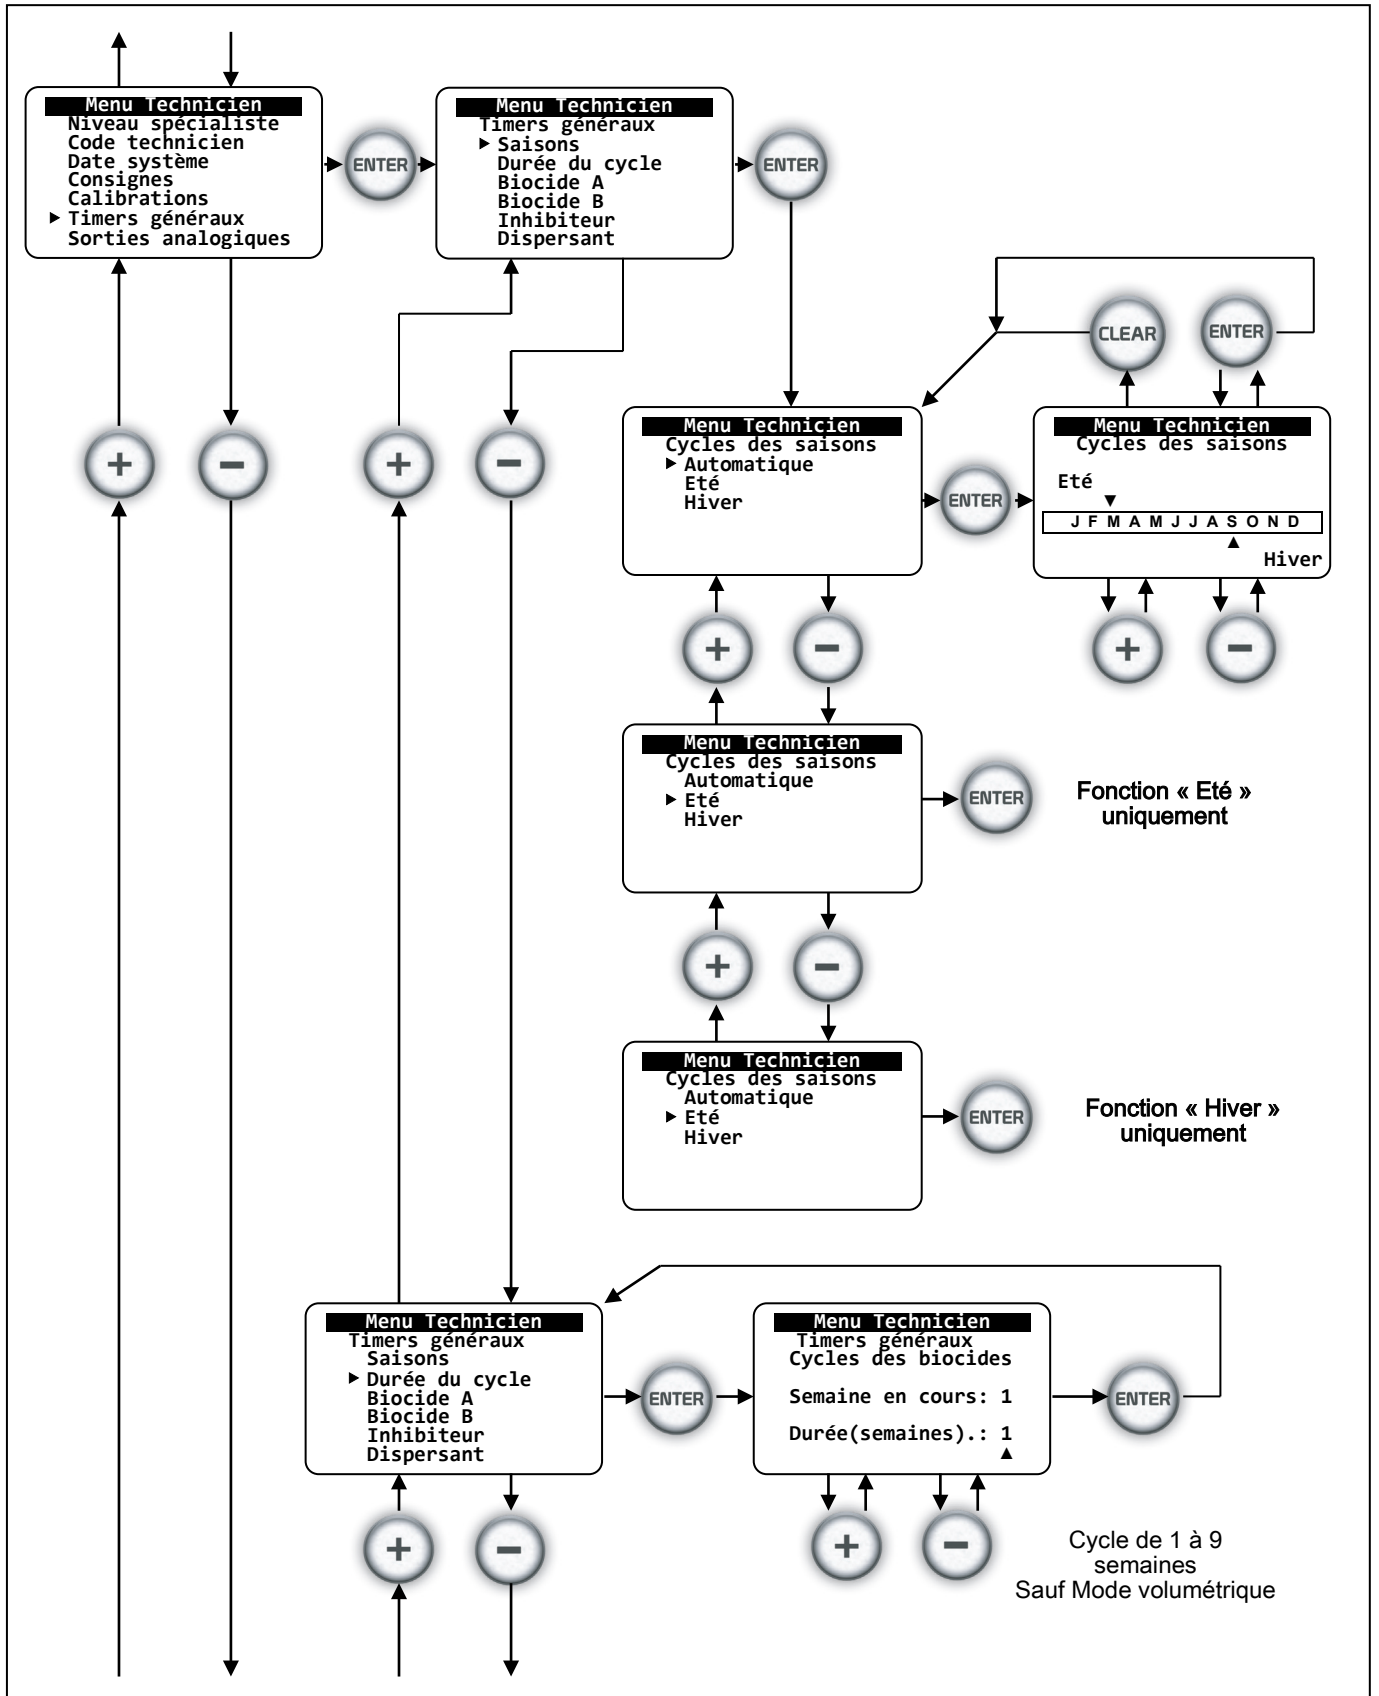 Menu Technicien
Niveau spécialiste
Code technicien
Date système
Consignes
Calibrations
▶ Timers généraux
Sorties analogiques
ENTER
Menu Technicien
Timers généraux
▶ Saisons
Durée du cycle
Biocide A
Biocide B
Inhibiteur
Dispersant
ENTER
CLEAR
ENTER
+
−
+
−
Menu Technicien
Cycles des saisons
▶ Automatique
Eté
Hiver
ENTER
Menu Technicien
Cycles des saisons
Eté
▼
J F M A M J J A S O N D
▲
Hiver
+
−
+
−
Menu Technicien
Cycles des saisons
Automatique
▶ Eté
Hiver
ENTER
Fonction « Eté »
uniquement
+
−
Menu Technicien
Cycles des saisons
Automatique
▶ Eté
Hiver
ENTER
Fonction « Hiver »
uniquement
Menu Technicien
Timers généraux
Saisons
▶ Durée du cycle
Biocide A
Biocide B
Inhibiteur
Dispersant
ENTER
Menu Technicien
Timers généraux
Cycles des biocides
Semaine en cours: 1
Durée(semaines).: 1
▲
ENTER
+
−
+
−
Cycle de 1 à 9
semaines
Sauf Mode volumétrique